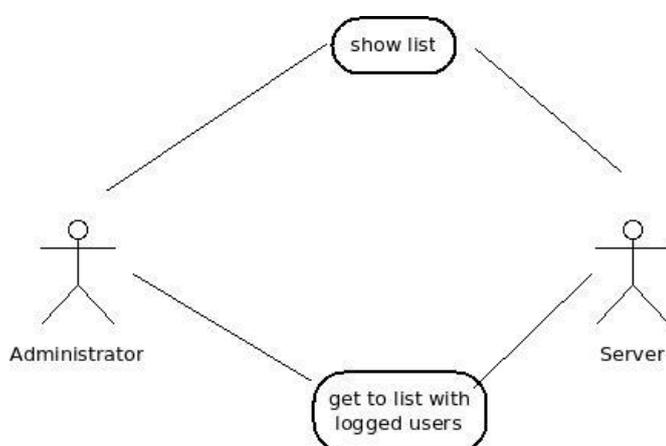 show list
Administrator
Server
get to list with
logged users